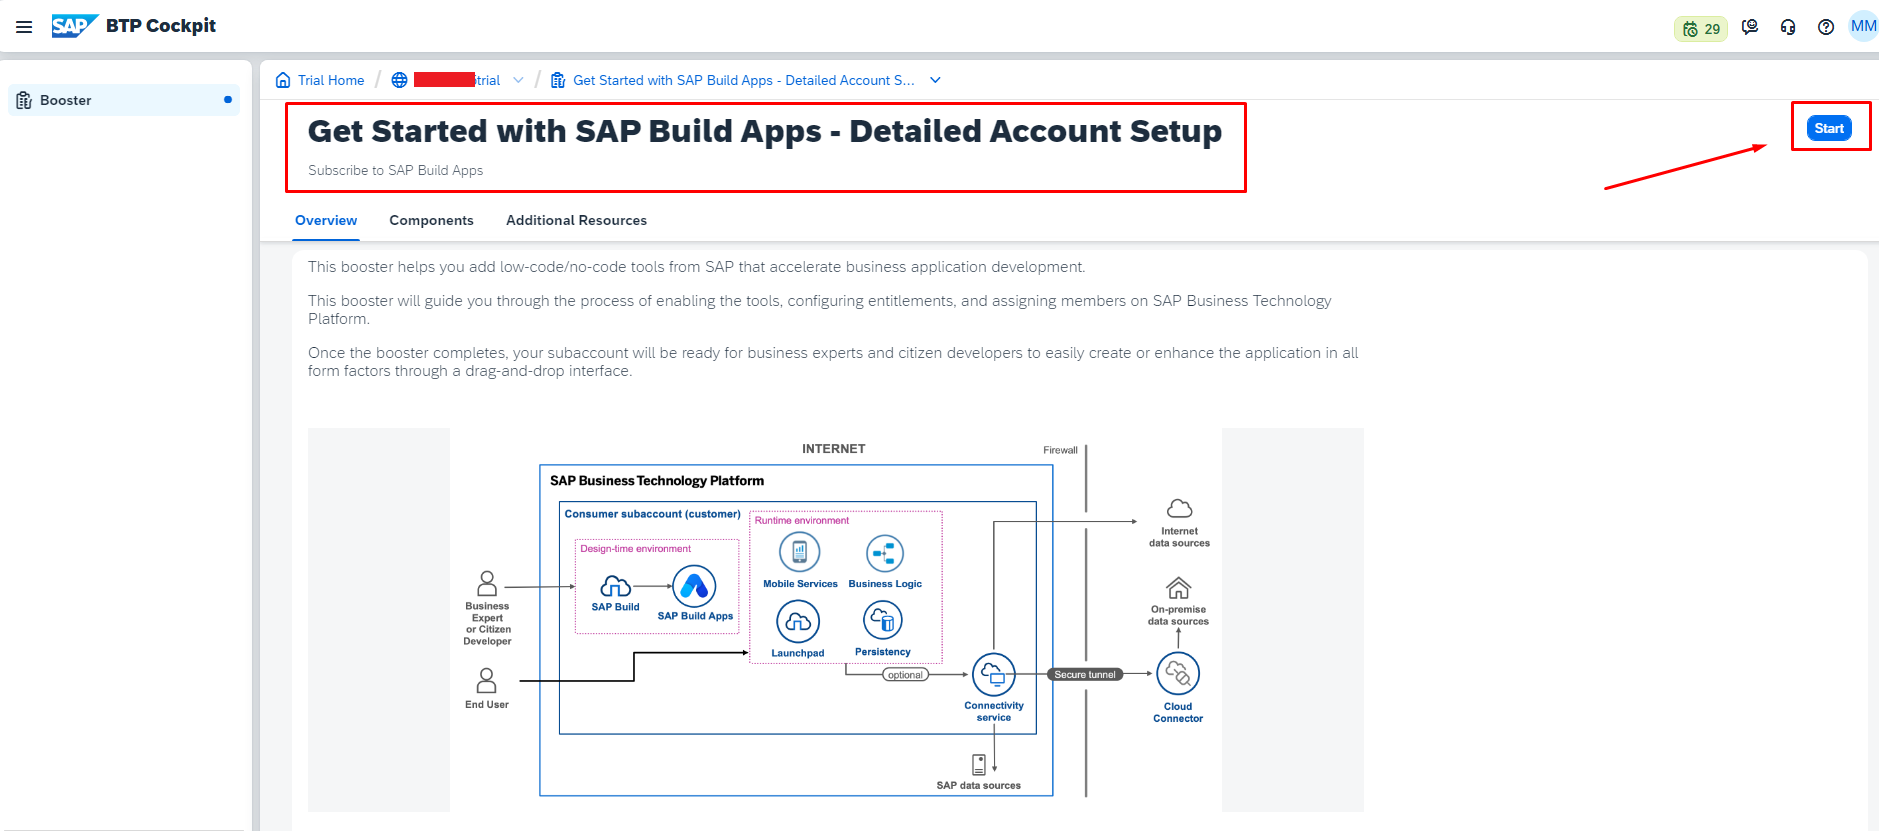 SAP BTP Cockpit
29
MM
Booster
Trial Home / trial / Get Started with SAP Build Apps - Detailed Account S...
Get Started with SAP Build Apps - Detailed Account Setup
Start
Subscribe to SAP Build Apps
Overview Components Additional Resources
This booster helps you add low-code/no-code tools from SAP that accelerate business application development.
This booster will guide you through the process of enabling the tools, configuring entitlements, and assigning members on SAP Business Technology
Platform.
Once the booster completes, your subaccount will be ready for business experts and citizen developers to easily create or enhance the application in all
form factors through a drag-and-drop interface.
INTERNET
Firewall
SAP Business Technology Platform
Consumer subaccount (customer)
Design-time environment
SAP Build
SAP Build Apps
Runtime environment
Mobile Services
Business Logic
Launchpad
Persistency
Business
Expert
or Citizen
Developer
End User
optional
Connectivity
service
Secure tunnel
Internet
data sources
On-premise
data sources
Cloud
Connector
SAP data sources